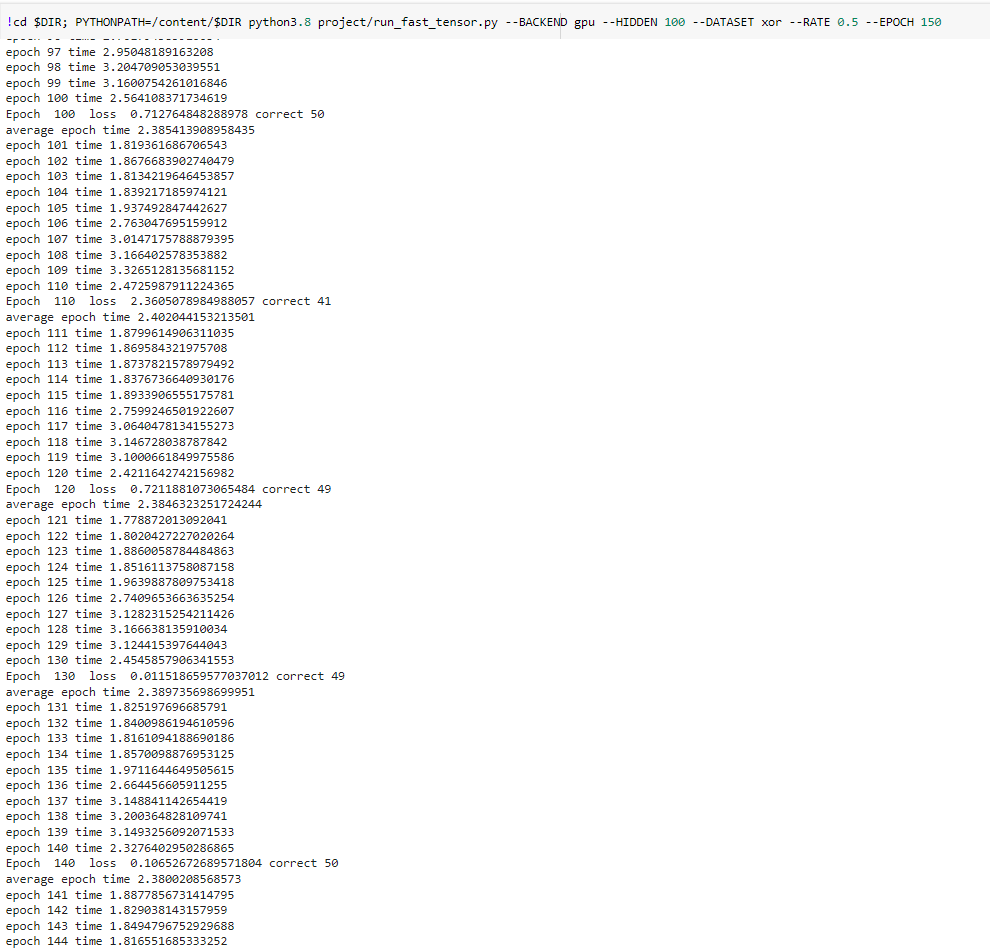 !cd $DIR; PYTHONPATH=/content/$DIR python3.8 project/run_fast_tensor.py --BACKEND gpu --HIDDEN 100 --DATASET xor --RATE 0.5 --EPOCH 150
epoch 97 time 2.95048189163208
epoch 98 time 3.204709053039551
epoch 99 time 3.1600754261016846
epoch 100 time 2.564108371734619
Epoch  100  loss  0.712764848288978 correct 50
average epoch time 2.385413908958435
epoch 101 time 1.819361686706543
epoch 102 time 1.8676683902740479
epoch 103 time 1.8134219646453857
epoch 104 time 1.839217185974121
epoch 105 time 1.937492847442627
epoch 106 time 2.763047695159912
epoch 107 time 3.0147175788879395
epoch 108 time 3.166402578353882
epoch 109 time 3.3265128135681152
epoch 110 time 2.4725987911224365
Epoch  110  loss  2.3605078984988057 correct 41
average epoch time 2.402044153213501
epoch 111 time 1.8799614906311035
epoch 112 time 1.869584321975708
epoch 113 time 1.8737821578979492
epoch 114 time 1.8376736640930176
epoch 115 time 1.8933906555175781
epoch 116 time 2.7599246501922607
epoch 117 time 3.0640478134155273
epoch 118 time 3.146728038787842
epoch 119 time 3.1000661849975586
epoch 120 time 2.4211642742156982
Epoch  120  loss  0.7211881073065484 correct 49
average epoch time 2.3846323251724244
epoch 121 time 1.778872013092041
epoch 122 time 1.8020427227020264
epoch 123 time 1.8860058784484863
epoch 124 time 1.8516113758087158
epoch 125 time 1.9639887809753418
epoch 126 time 2.7409653663635254
epoch 127 time 3.1282315254211426
epoch 128 time 3.166638135910034
epoch 129 time 3.124415397644043
epoch 130 time 2.4545857906341553
Epoch  130  loss  0.011518659577037012 correct 49
average epoch time 2.389735698699951
epoch 131 time 1.825197696685791
epoch 132 time 1.8400986194610596
epoch 133 time 1.8161094188690186
epoch 134 time 1.8570098876953125
epoch 135 time 1.9711644649505615
epoch 136 time 2.664456605911255
epoch 137 time 3.148841142654419
epoch 138 time 3.200364828109741
epoch 139 time 3.1493256092071533
epoch 140 time 2.3276402950286865
Epoch  140  loss  0.10652672689571804 correct 50
average epoch time 2.3800208568573
epoch 141 time 1.8877856731414795
epoch 142 time 1.829038143157959
epoch 143 time 1.8494796752929688
epoch 144 time 1.816551685333252